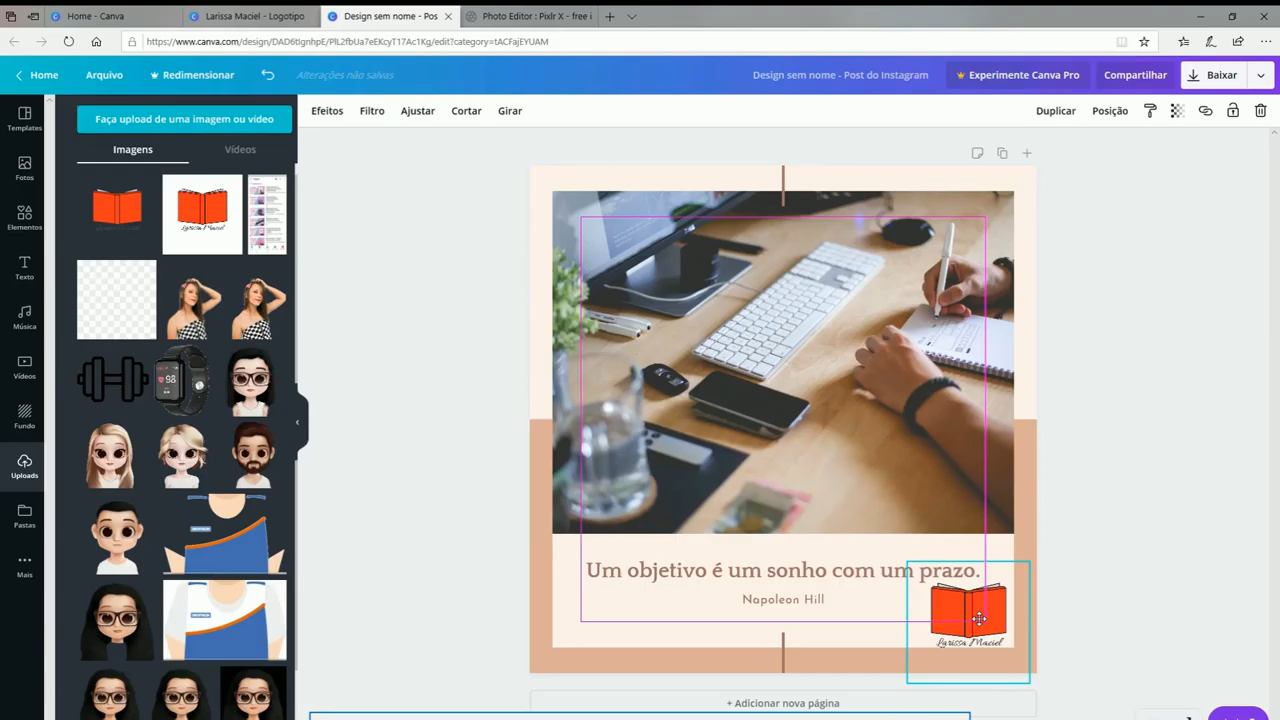 Home - Canva
Larissa Maciel - Logotipo
Design sem nome - Pos
Photo Editor : Pixlr X - free i
https://www.canva.com/design/DAD6tIgnhpE/PlL2fbUa7eEKcyT17Ac1Kg/edit?category=tACFajEYUAM
Home
Arquivo
Redimensionar
Alterações não salvas
Design sem nome - Post do Instagram
Experimente Canva Pro
Compartilhar
Baixar
Templates
Fotos
Elementos
Texto
Música
Vídeos
Fundo
Uploads
Pastas
Mais
Faça upload de uma imagem ou vídeo
Imagens
Vídeos
Larissa Maciel
98
Efeitos
Filtro
Ajustar
Cortar
Girar
Duplicar
Posição
Um objetivo é um sonho com um prazo.
Napoleon Hill
Larissa Maciel
+ Adicionar nova página